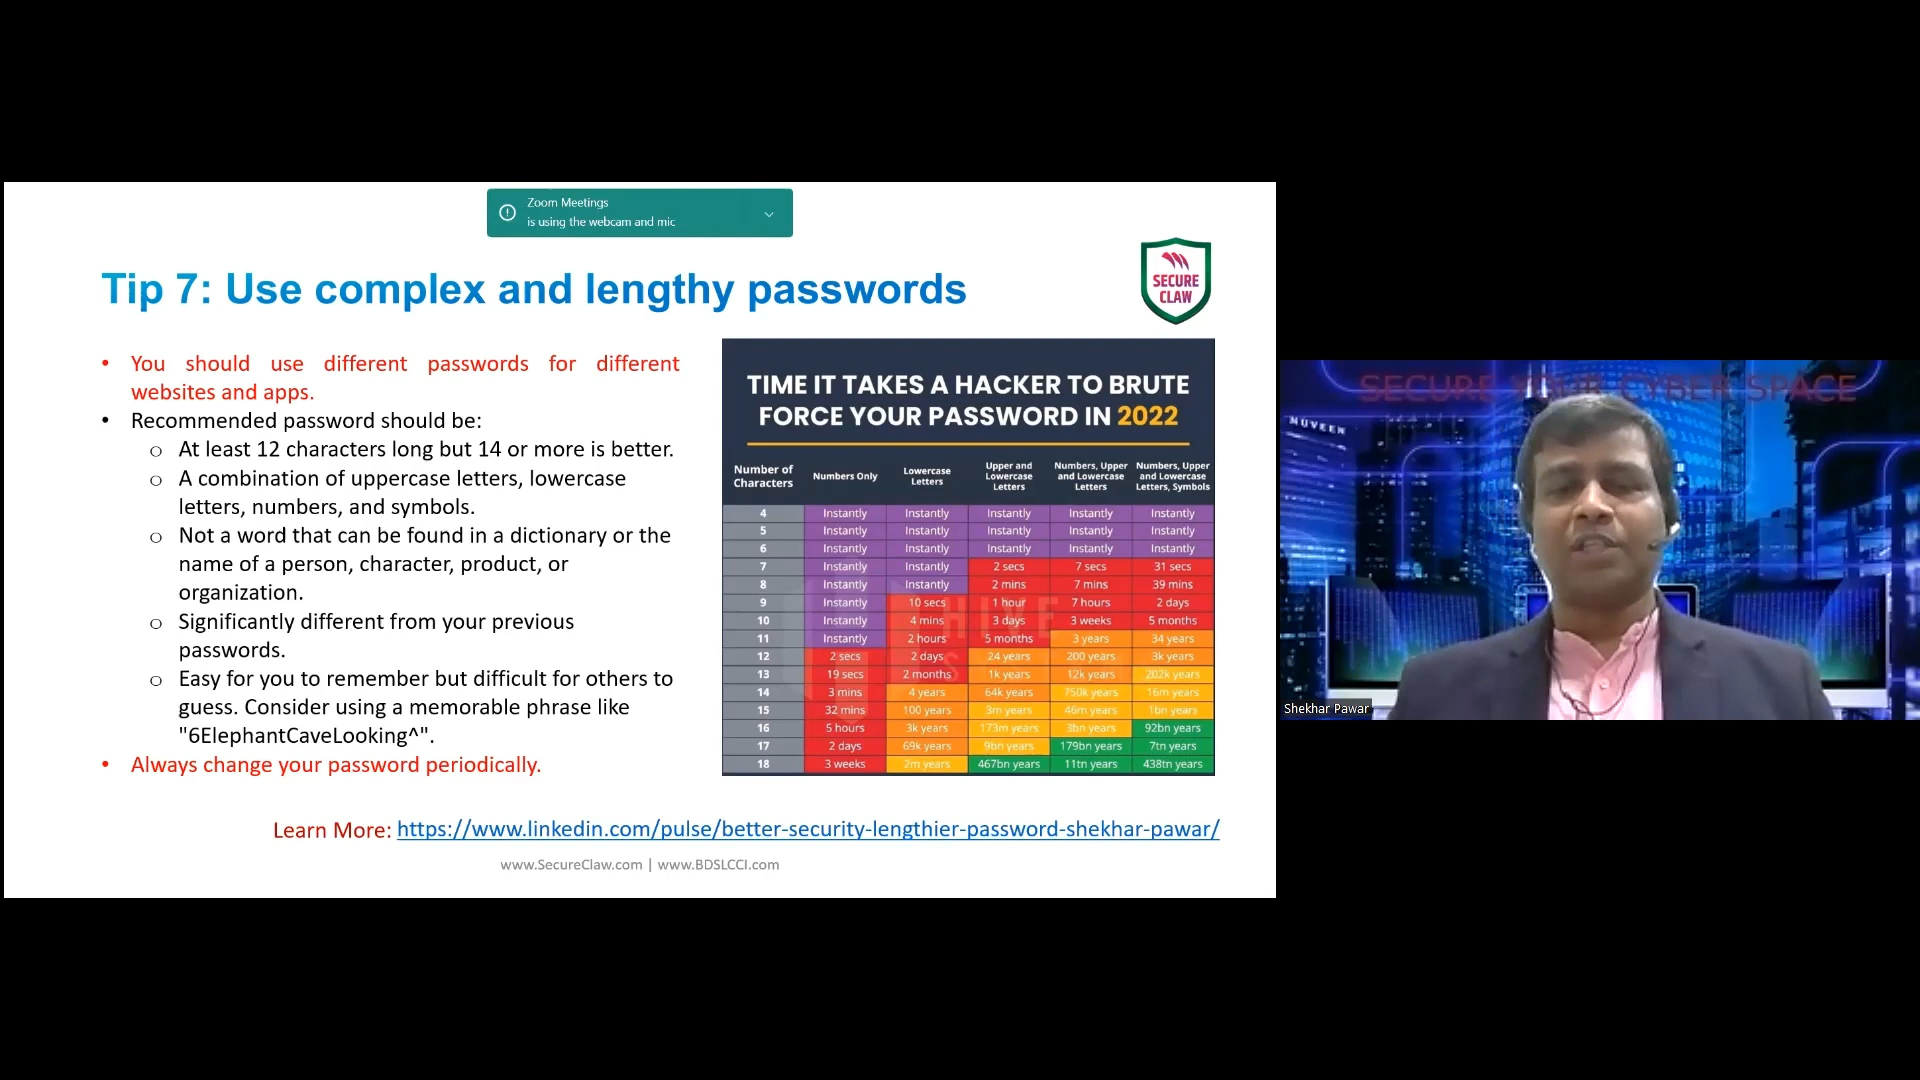 Zoom Meetings
is using the webcam and mic
Tip 7: Use complex and lengthy passwords
SECURE
CLAW
• You should use different passwords for different
websites and apps.
• Recommended password should be:
o At least 12 characters long but 14 or more is better.
o A combination of uppercase letters, lowercase
letters, numbers, and symbols.
o Not a word that can be found in a dictionary or the
name of a person, character, product, or
organization.
o Significantly different from your previous
passwords.
o Easy for you to remember but difficult for others to
guess. Consider using a memorable phrase like
"6ElephantCaveLooking^".
• Always change your password periodically.
TIME IT TAKES A HACKER TO BRUTE
FORCE YOUR PASSWORD IN 2022
Number of Characters | Numbers Only | Lowercase Letters | Upper and Lowercase Letters | Numbers, Upper and Lowercase Letters | Numbers, Upper and Lowercase Letters, Symbols
4 Instantly Instantly Instantly Instantly Instantly
5 Instantly Instantly Instantly Instantly Instantly
6 Instantly Instantly Instantly Instantly Instantly
7 Instantly Instantly 2 secs 7 secs 31 secs
8 Instantly Instantly 2 mins 7 mins 39 mins
9 Instantly 10 secs 1 hour 7 hours 2 days
10 Instantly 4 mins 3 days 3 weeks 5 months
11 Instantly 2 hours 5 months 3 years 34 years
12 2 secs 2 days 24 years 200 years 3k years
13 19 secs 2 months 1k years 12k years 202k years
14 3 mins 4 years 64k years 750k years 16m years
15 32 mins 100 years 3m years 46m years 1bn years
16 5 hours 3k years 173m years 3bn years 92bn years
17 2 days 69k years 9bn years 179bn years 7tn years
18 3 weeks 2m years 467bn years 11tn years 438tn years
HIVE
Learn More: https://www.linkedin.com/pulse/better-security-lengthier-password-shekhar-pawar/
www.SecureClaw.com | www.BDSLCCI.com
SECURE YOUR CYBER SPACE
NUVEEN
Shekhar Pawar